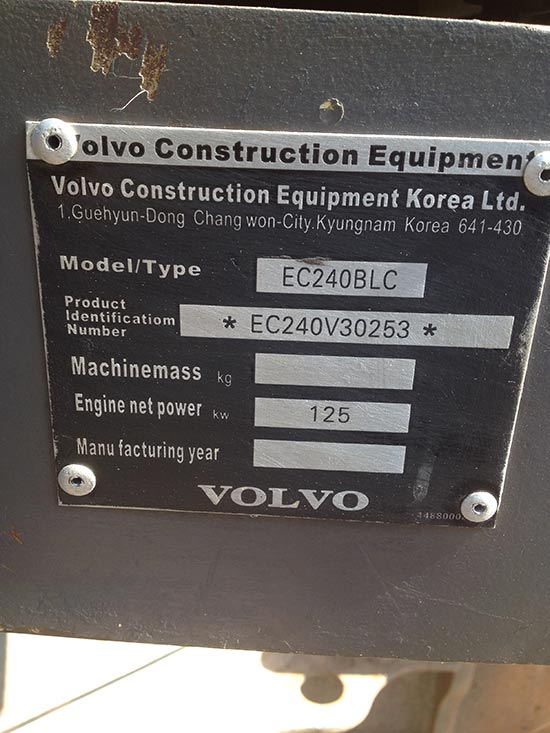 Volvo Construction Equipment
Volvo Construction Equipment Korea Ltd.
1.Guehyun-Dong Chang won-City.Kyungnam Korea 641-430
Model/Type EC240BLC
Product
Identificatiom
Number
* EC240V30253 *
Machinemass kg
Engine net power kw 125
Manu facturing year
VOLVO